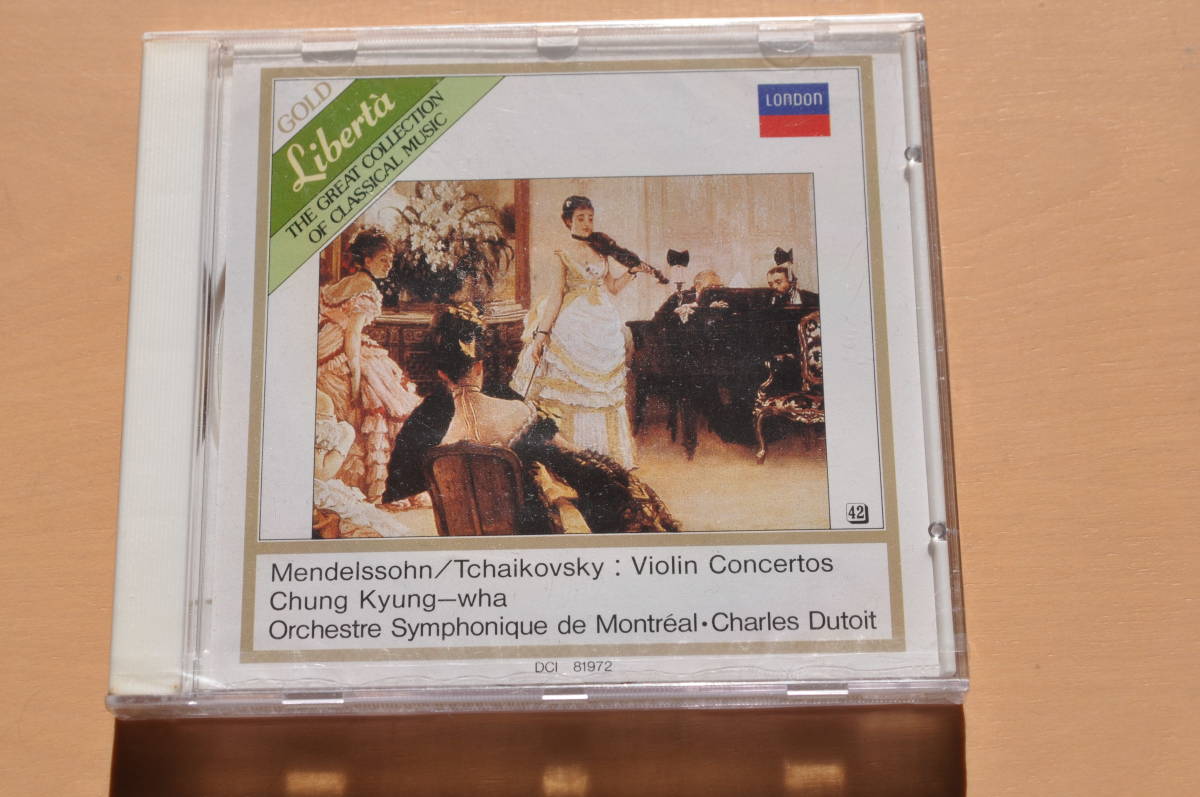 GOLD
Libertà
THE GREAT COLLECTION
OF CLASSICAL MUSIC
LONDON
42
Mendelssohn/Tchaikovsky : Violin Concertos
Chung Kyung-wha
Orchestre Symphonique de Montréal・Charles Dutoit
DCI 81972